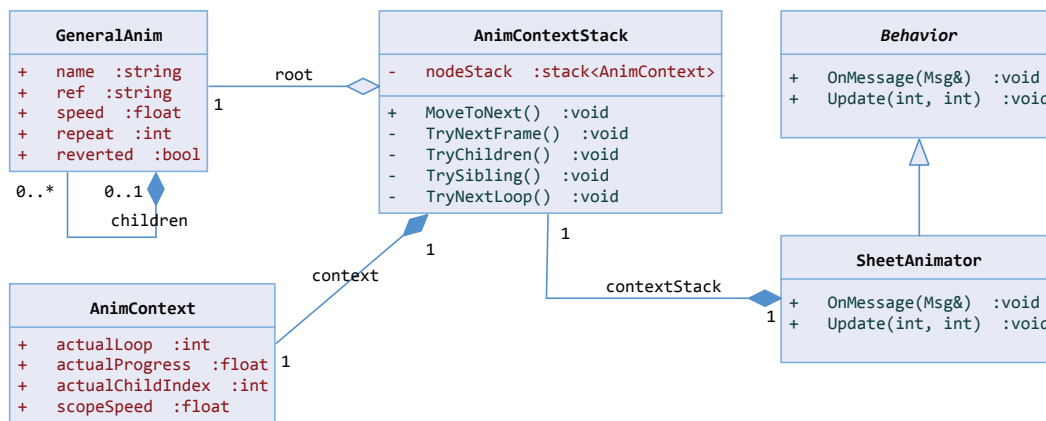 GeneralAnim
+ name :string
+ ref :string
+ speed :float
+ repeat :int
+ reverted :bool
0..*
0..1
children
root
1
AnimContextStack
- nodeStack :stack<AnimContext>
+ MoveToNext() :void
- TryNextFrame() :void
- TryChildren() :void
- TrySibling() :void
- TryNextLoop() :void
Behavior
+ OnMessage(Msg&) :void
+ Update(int, int) :void
1
1
context
contextStack
1
SheetAnimator
+ OnMessage(Msg&) :void
+ Update(int, int) :void
AnimContext
+ actualLoop :int
+ actualProgress :float
+ actualChildIndex :int
+ scopeSpeed :float
1